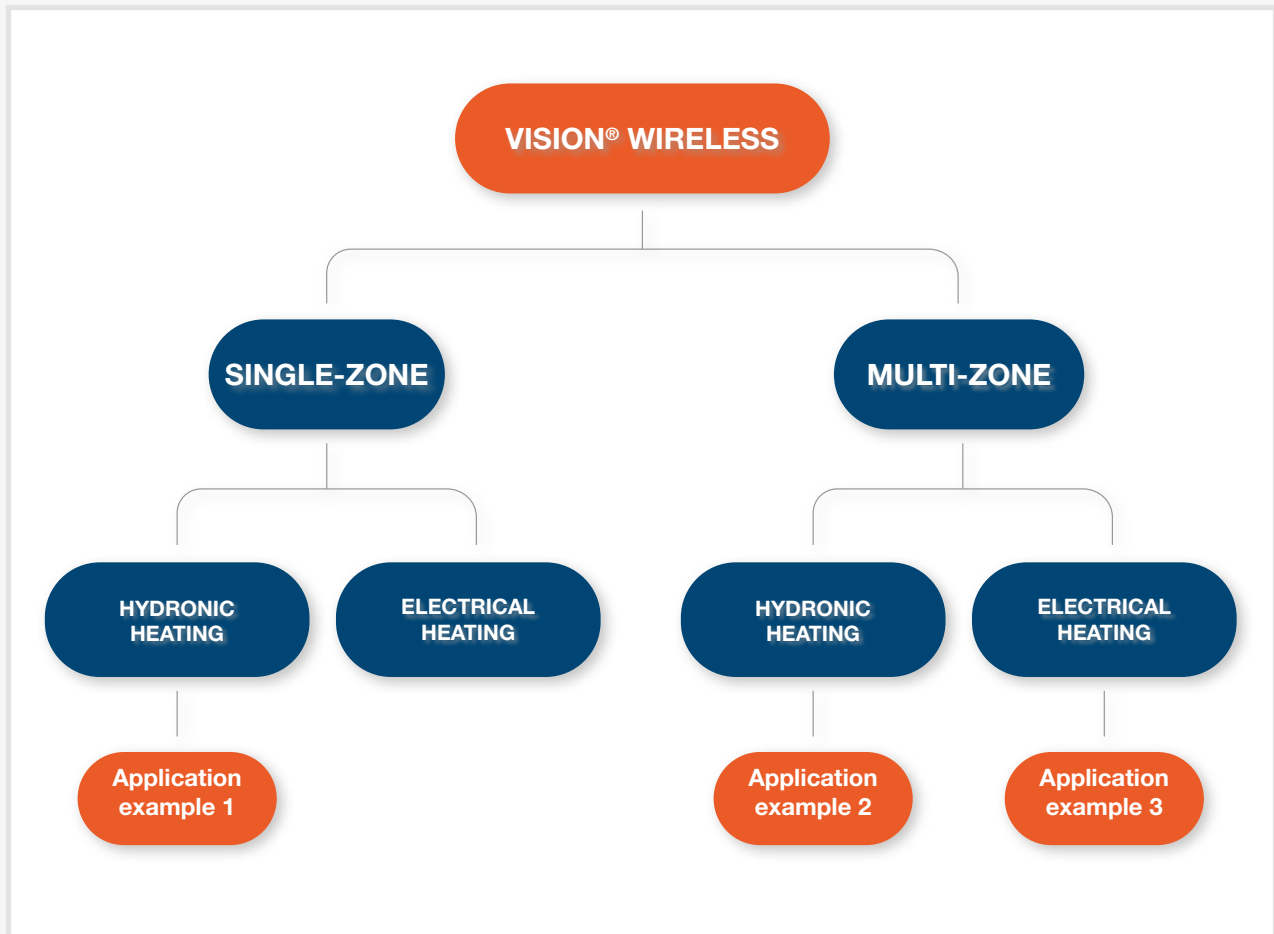 VISION® WIRELESS
SINGLE-ZONE
MULTI-ZONE
HYDRONIC
HEATING
ELECTRICAL
HEATING
HYDRONIC
HEATING
ELECTRICAL
HEATING
Application
example 1
Application
example 2
Application
example 3